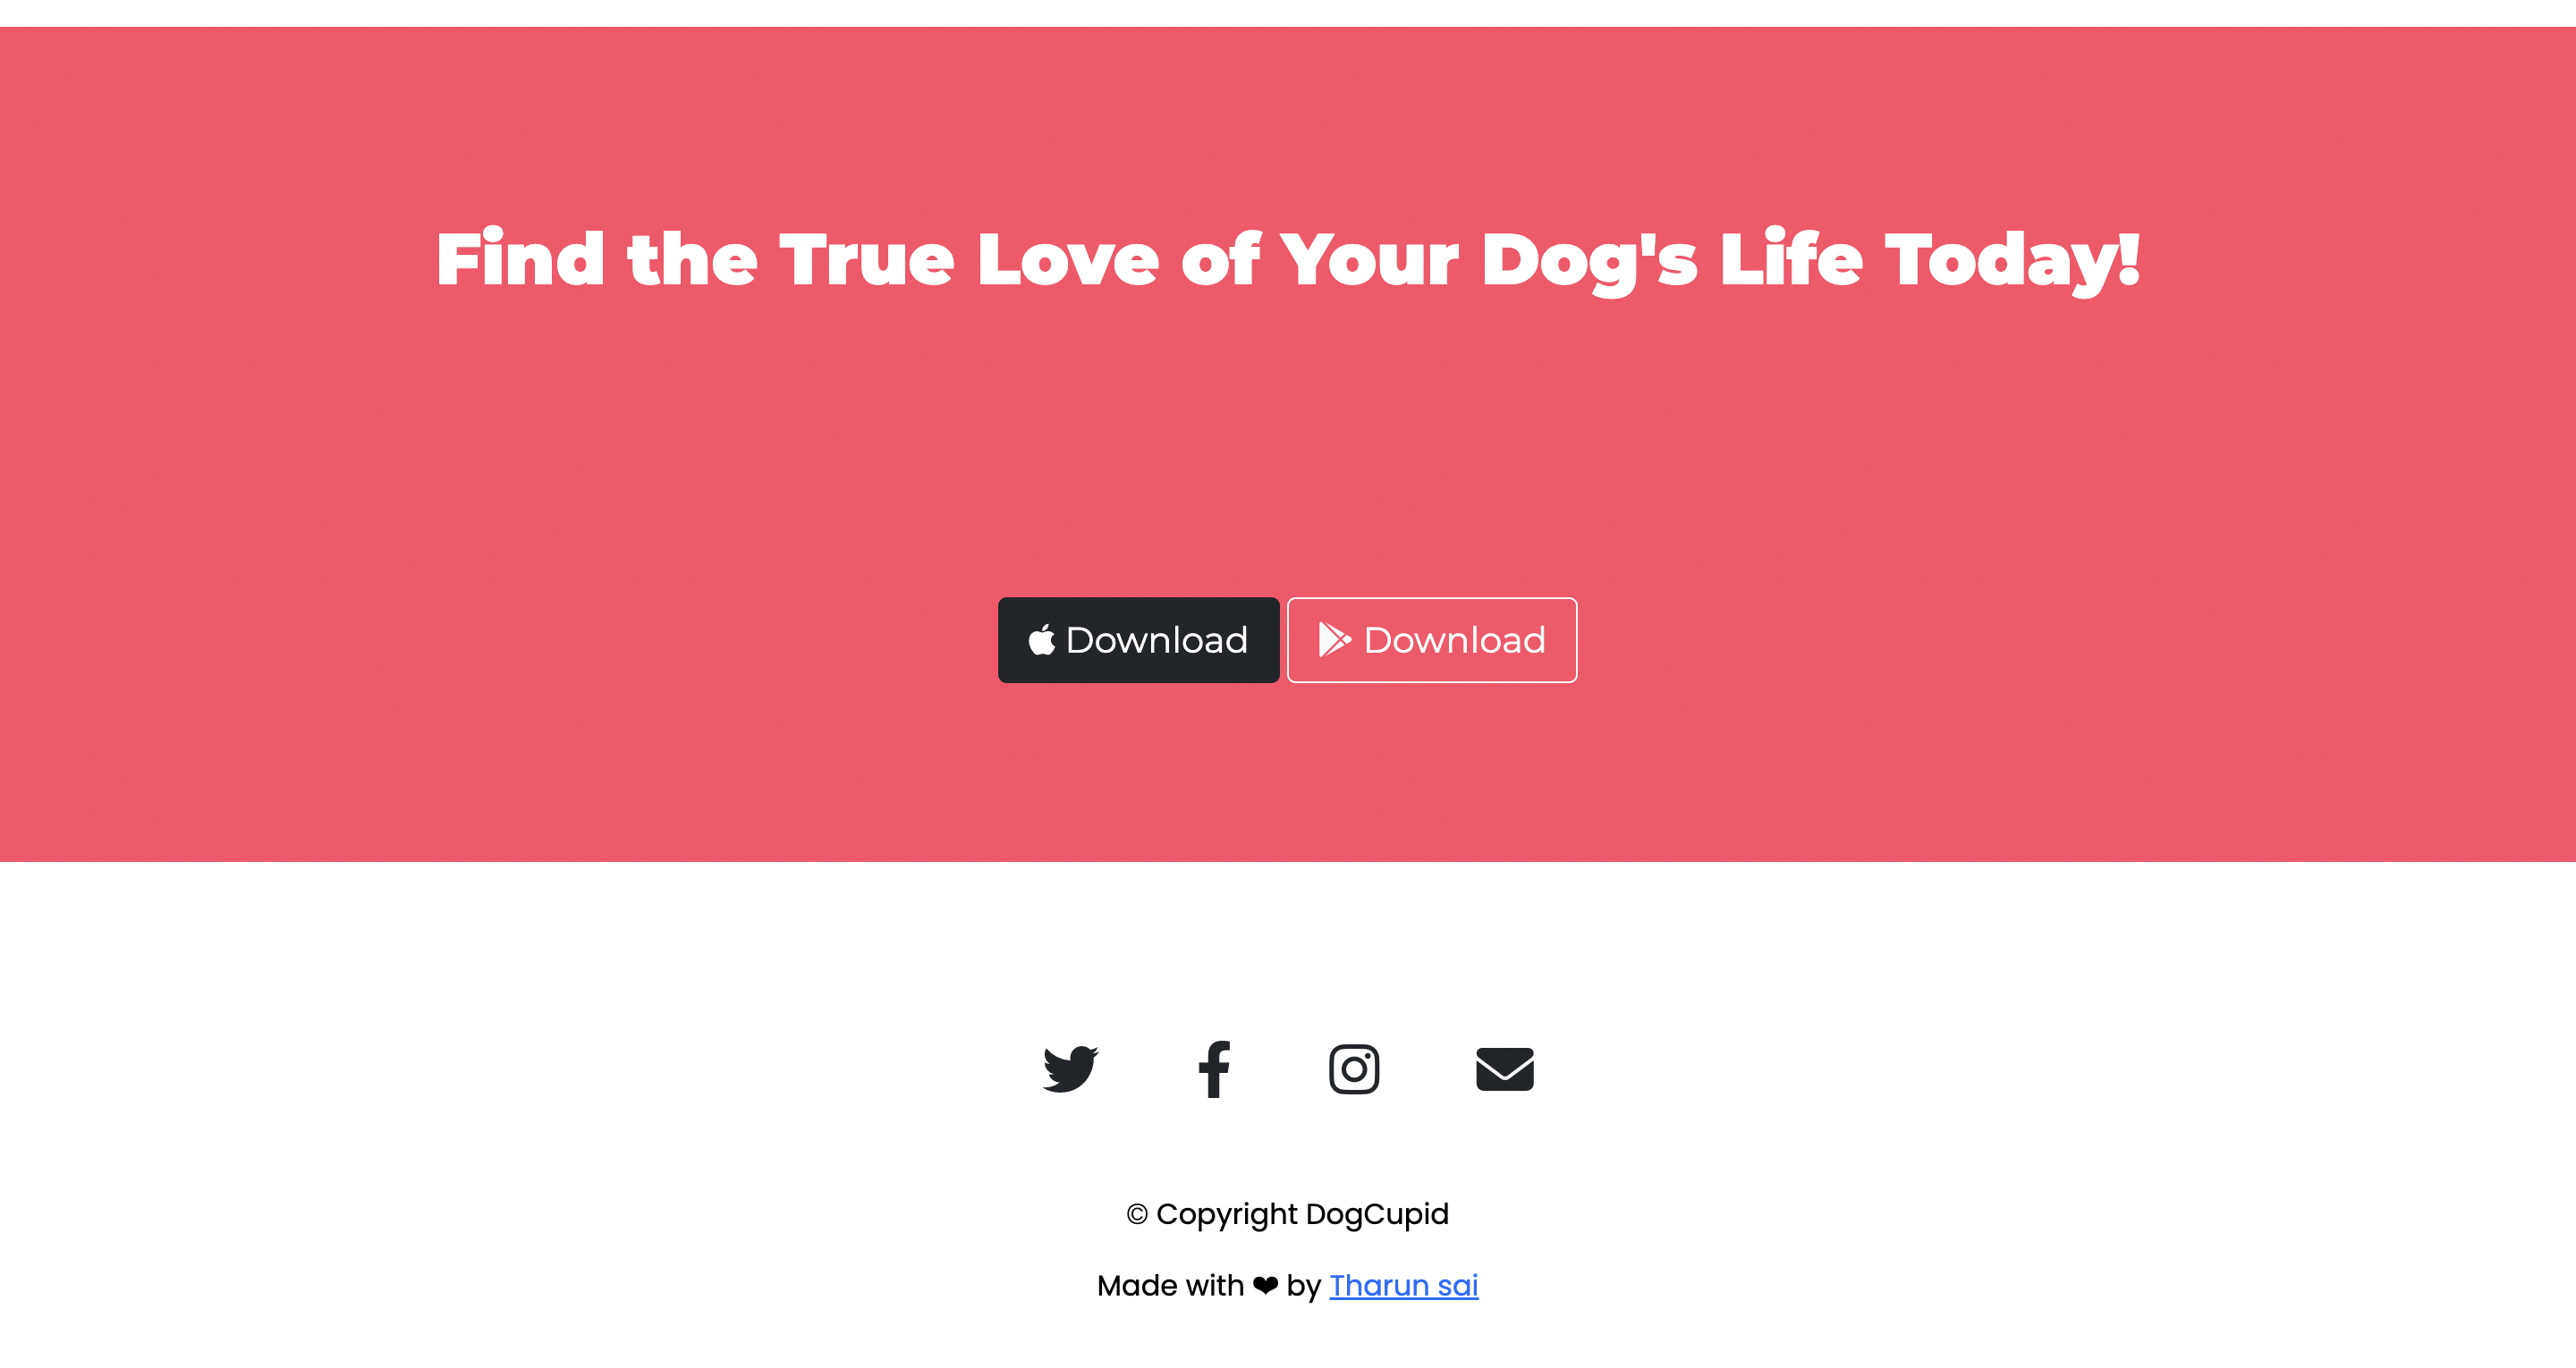 Find the True Love of Your Dog's Life Today!
Download Download
© Copyright DogCupid
Made with ❤ by Tharun sai